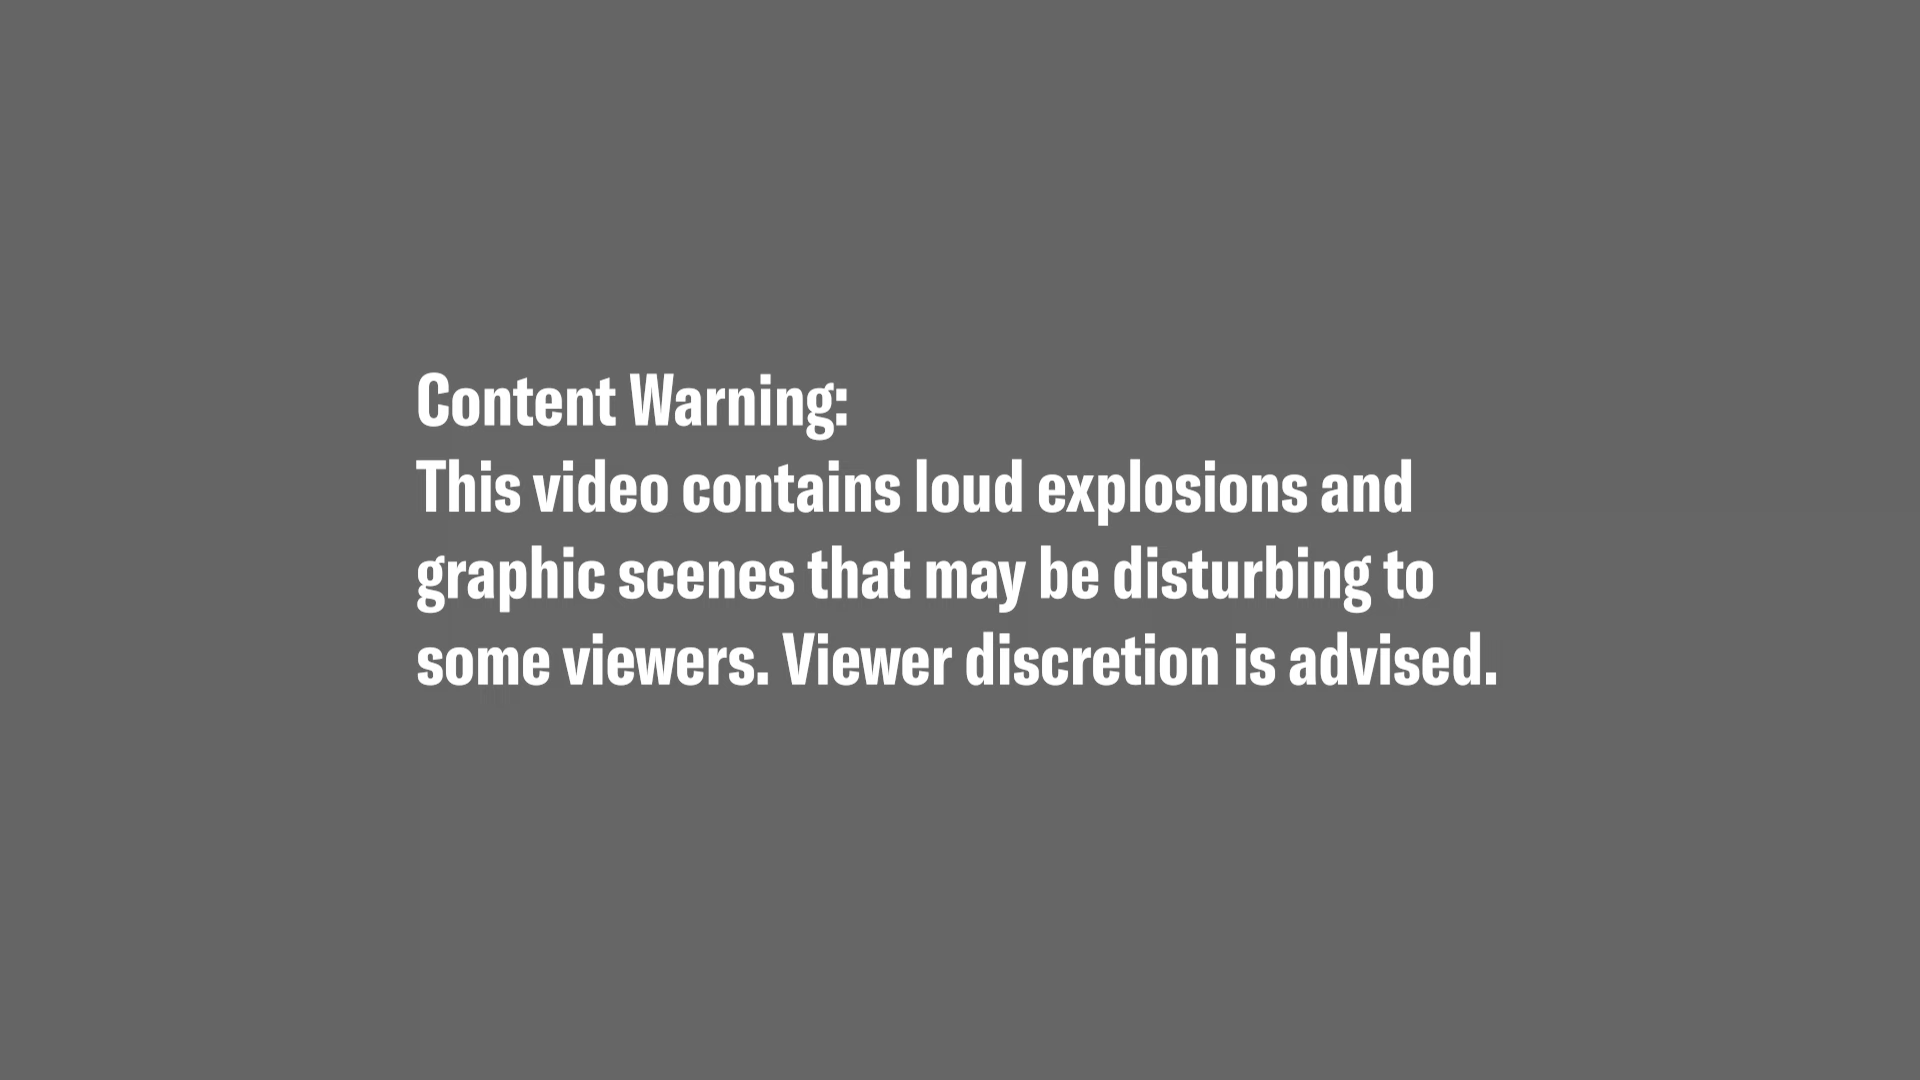 Content Warning:
This video contains loud explosions and
graphic scenes that may be disturbing to
some viewers. Viewer discretion is advised.